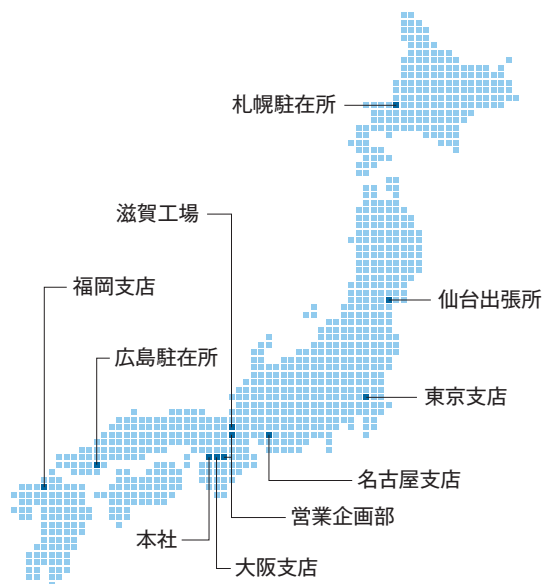 札幌駐在所
滋賀工場
福岡支店
仙台出張所
広島駐在所
東京支店
名古屋支店
営業企画部
本社
大阪支店